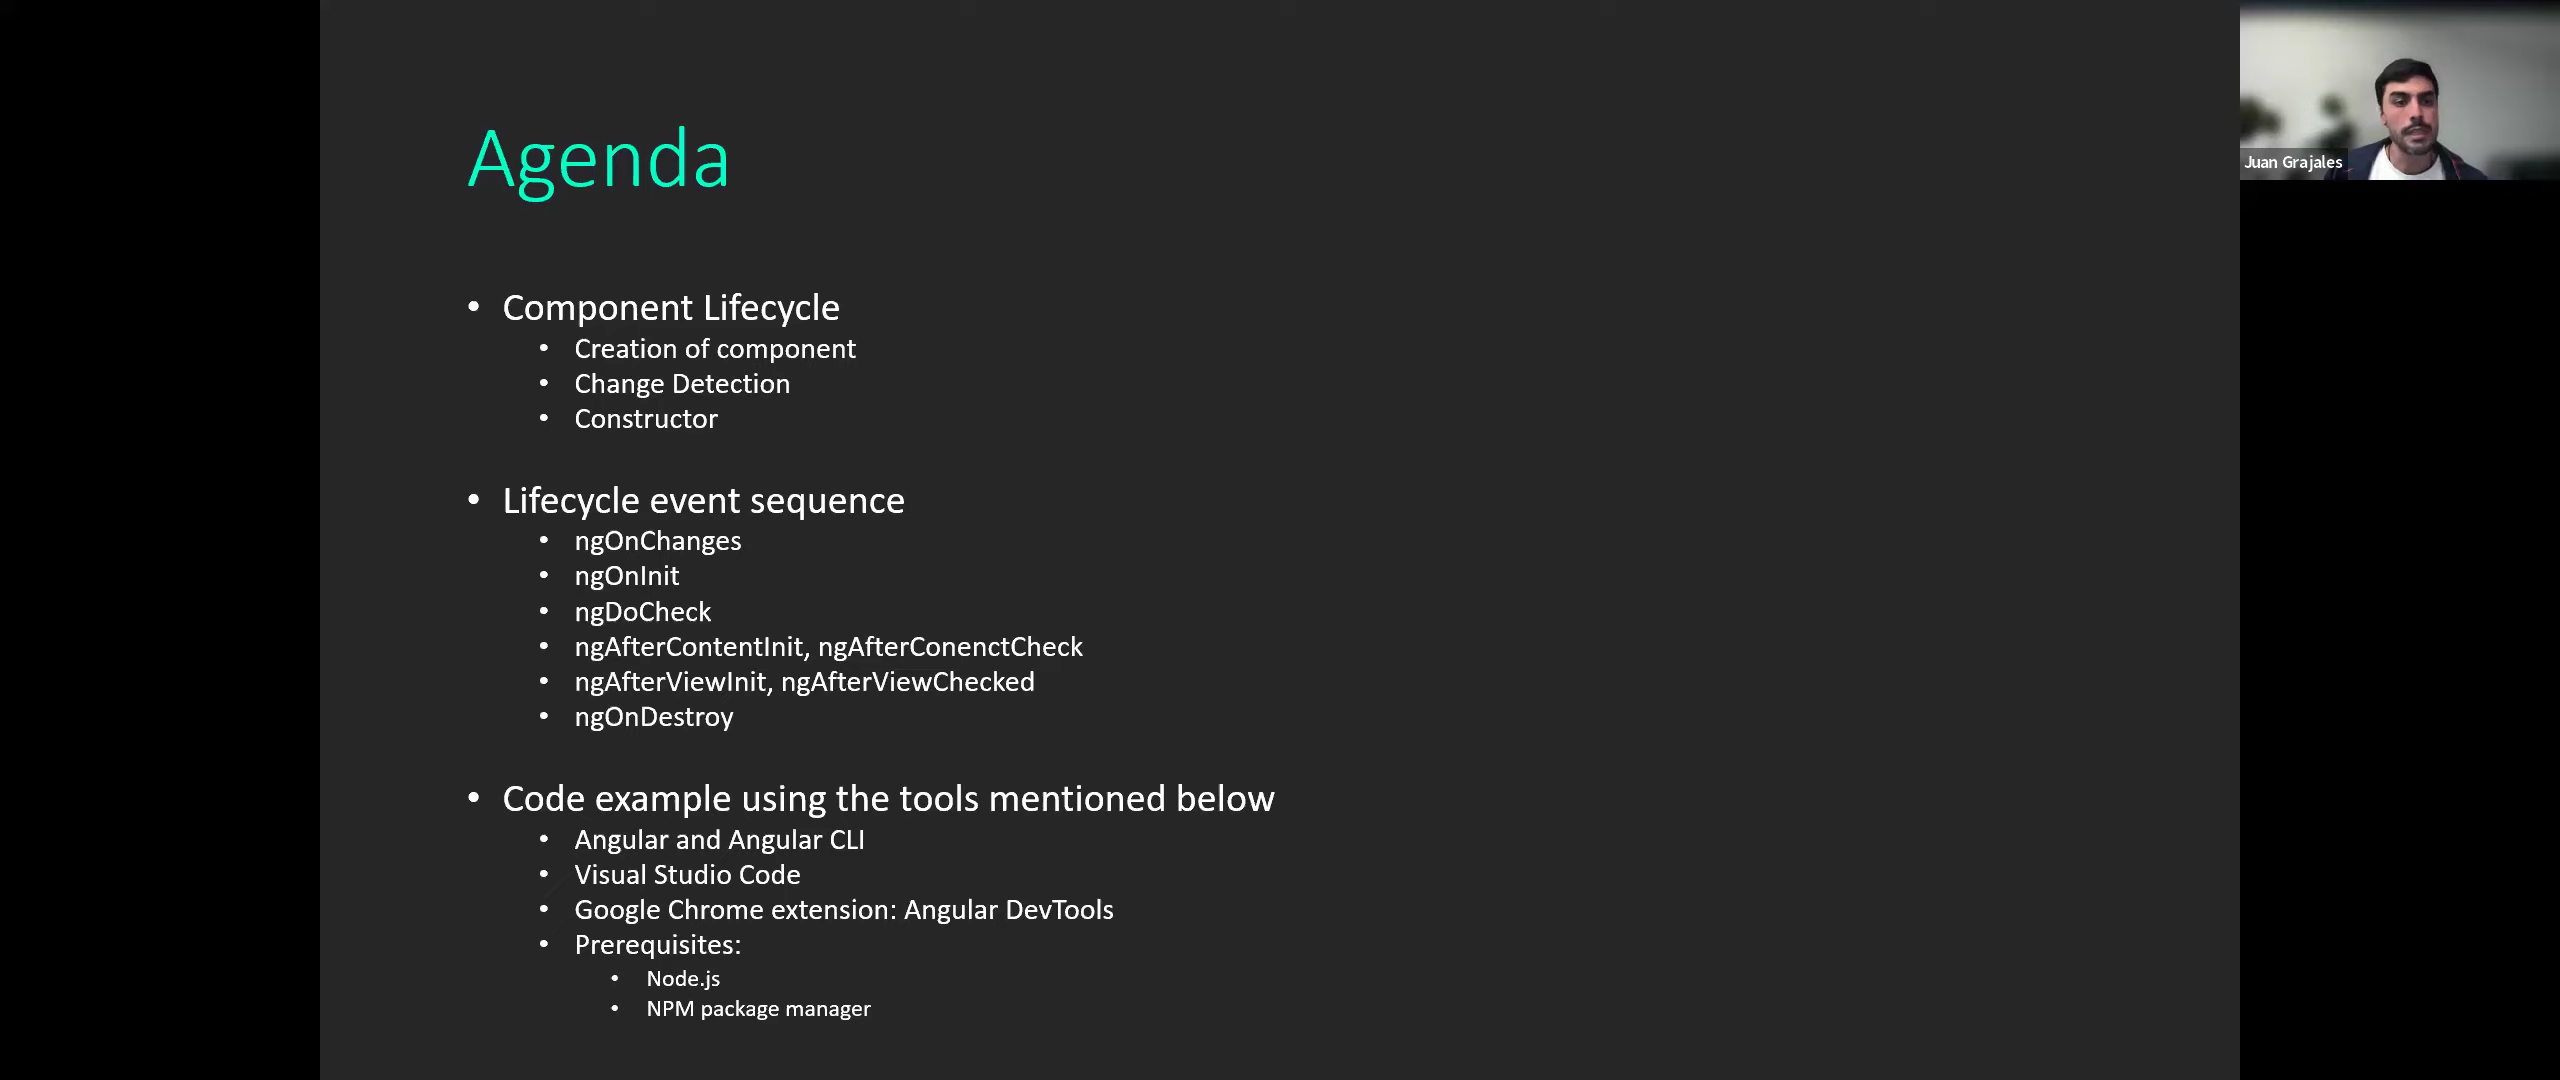 Agenda
• Component Lifecycle
• Creation of component
• Change Detection
• Constructor
• Lifecycle event sequence
• ngOnChanges
• ngOnInit
• ngDoCheck
• ngAfterContentInit, ngAfterConenctCheck
• ngAfterViewInit, ngAfterViewChecked
• ngOnDestroy
• Code example using the tools mentioned below
• Angular and Angular CLI
• Visual Studio Code
• Google Chrome extension: Angular DevTools
• Prerequisites:
• Node.js
• NPM package manager
Juan Grajales